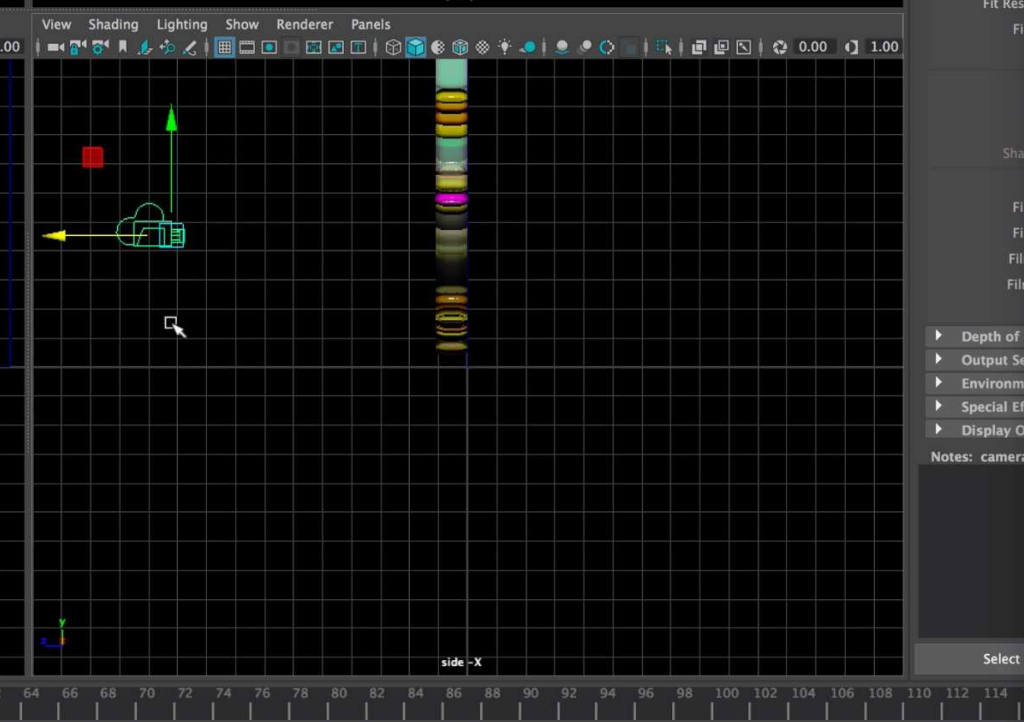 Fit Res
View Shading Lighting Show Renderer Panels
Fi
.00 0.00 1.00
Sha
Fi
Fi
Fil
Fil
Depth of
Output Se
Environm
Special Ef
Display O
Notes: camera
y
z
side -X
Select
64 66 68 70 72 74 76 78 80 82 84 86 88 90 92 94 96 98 100 102 104 106 108 110 112 114